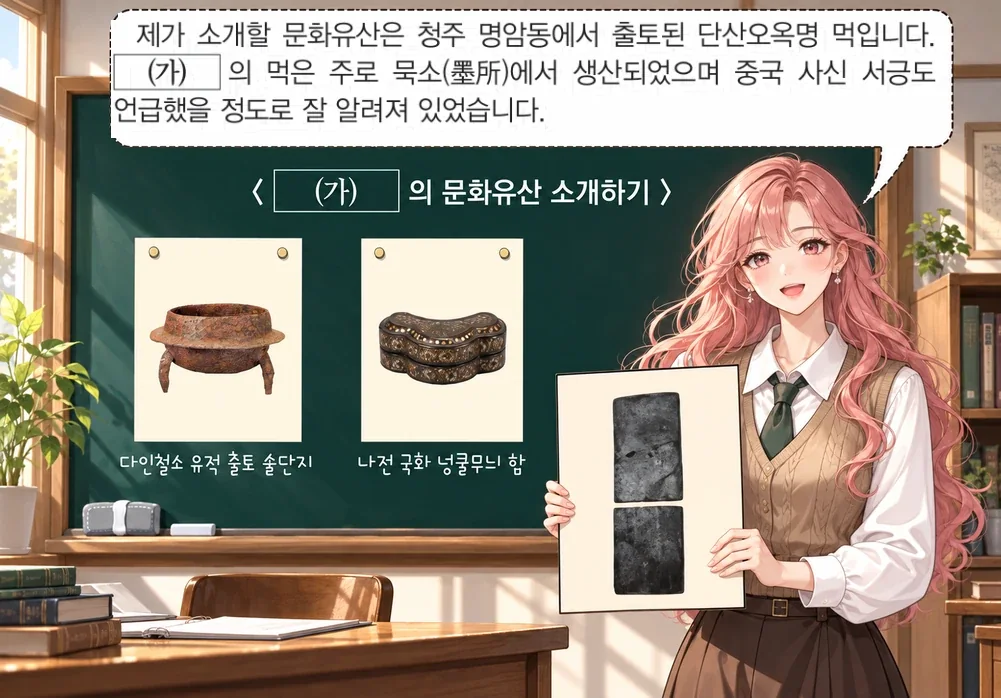 제가 소개할 문화유산은 청주 명암동에서 출토된 단산오옥명 먹입니다.
(가) 의 먹은 주로 묵소(墨所)에서 생산되었으며 중국 사신 서긍도
언급했을 정도로 잘 알려져 있었습니다.
< (가) 의 문화유산 소개하기 >
다인철소 유적 출토 솥단지
나전 국화 넝쿨무늬 함